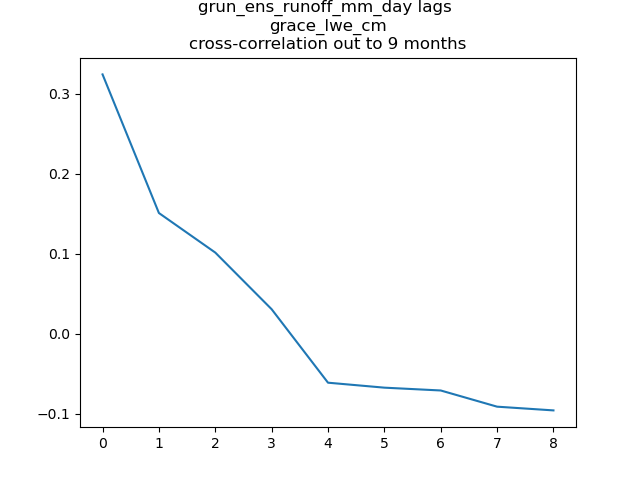 grun_ens_runoff_mm_day lags
grace_lwe_cm
cross-correlation out to 9 months
0.3
0.2
0.1
0.0
−0.1
0 1 2 3 4 5 6 7 8